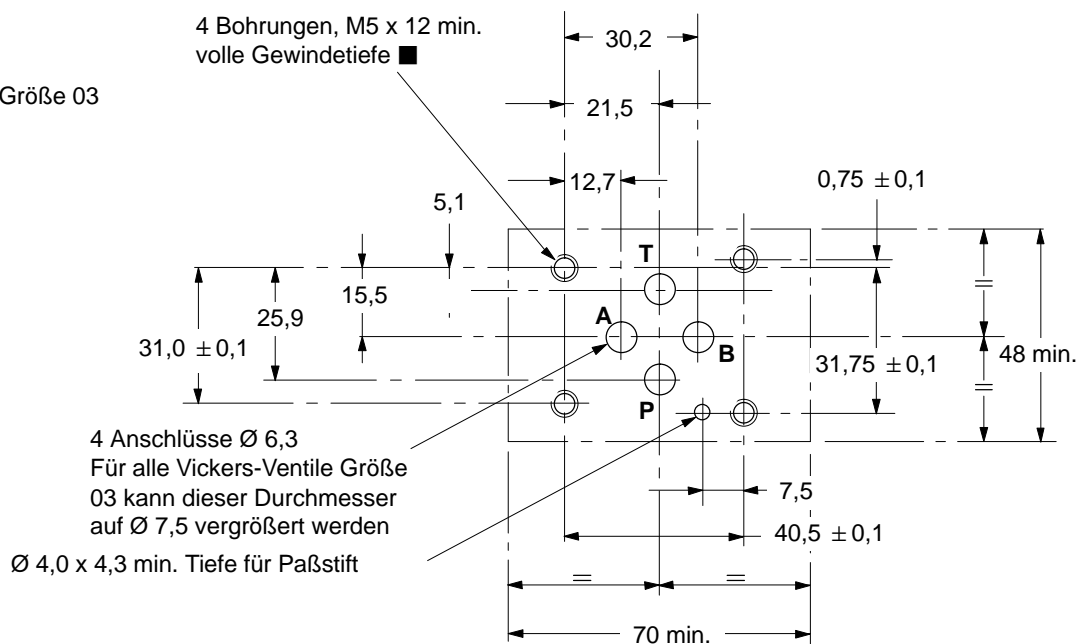 4 Bohrungen, M5 x 12 min.
volle Gewindetiefe ■
Größe 03
30,2
21,5
12,7
0,75 ±0,1
5,1
T
15,5
A
25,9
B
31,0 ±0,1
48 min.
31,75 ±0,1
P
4 Anschlüsse Ø 6,3
Für alle Vickers-Ventile Größe
03 kann dieser Durchmesser
auf Ø 7,5 vergrößert werden
7,5
40,5 ±0,1
Ø 4,0 x 4,3 min. Tiefe für Paßstift
=
=
=
=
70 min.